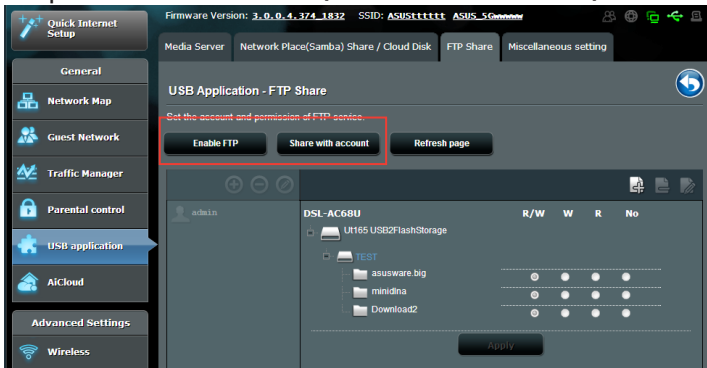 Quick Internet
Setup
General
Network Map
Guest Network
Traffic Manager
Parental control
USB application
AiCloud
Advanced Settings
Wireless
Firmware Version: 3.0.0.4.374_1832 SSID: ASUSttttt ASUS_5G
Media Server Network Place(Samba) Share / Cloud Disk FTP Share Miscellaneous setting
USB Application - FTP Share
Set the account and permission of FTP service.
Enable FTP Share with account Refresh page
admin
DSL-AC68U R/W W R No
Ut165 USB2FlashStorage
TEST
asusware.big
minidlna
Download2
Apply